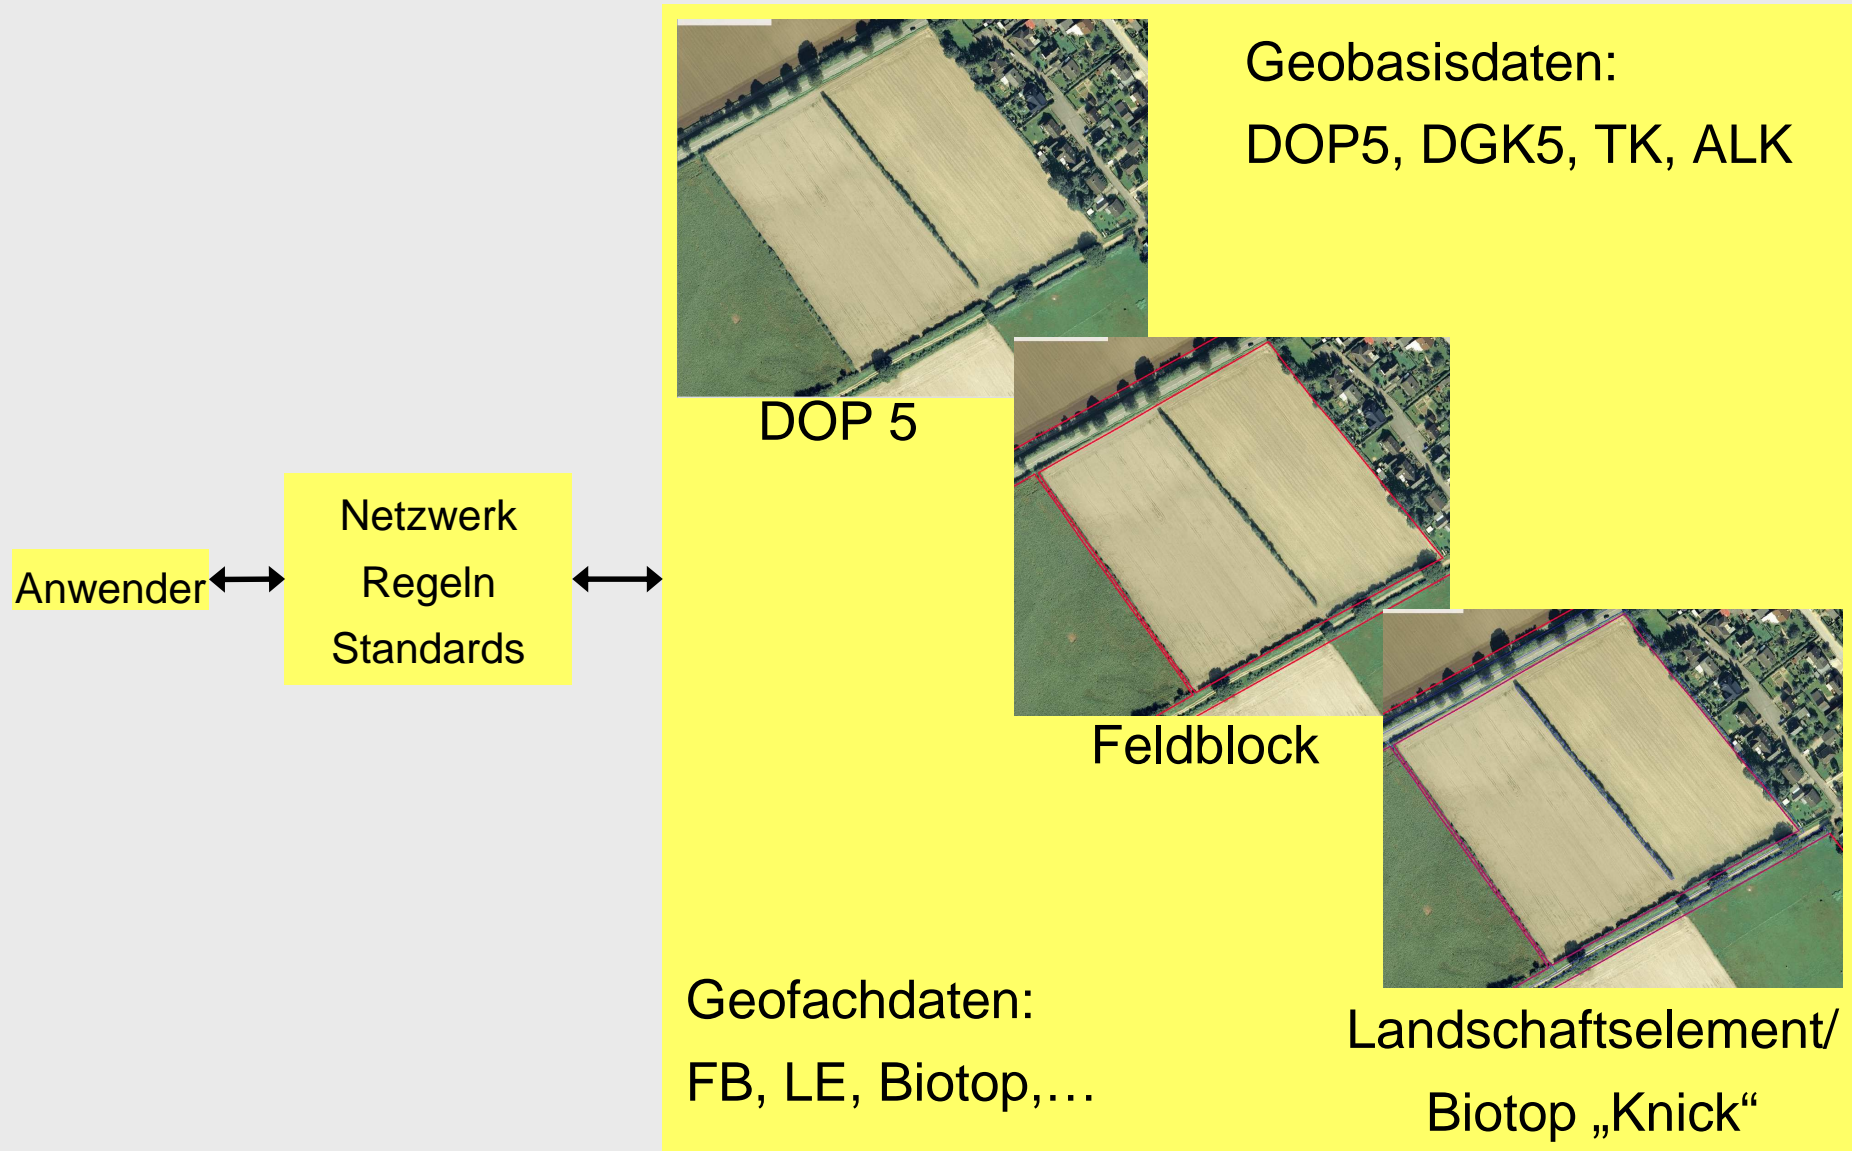 Geobasisdaten:
DOP5, DGK5, TK, ALK
DOP 5
Netzwerk
Regeln
Standards
Anwender
Feldblock
Geofachdaten:
FB, LE, Biotop,…
Landschaftselement/
Biotop „Knick“